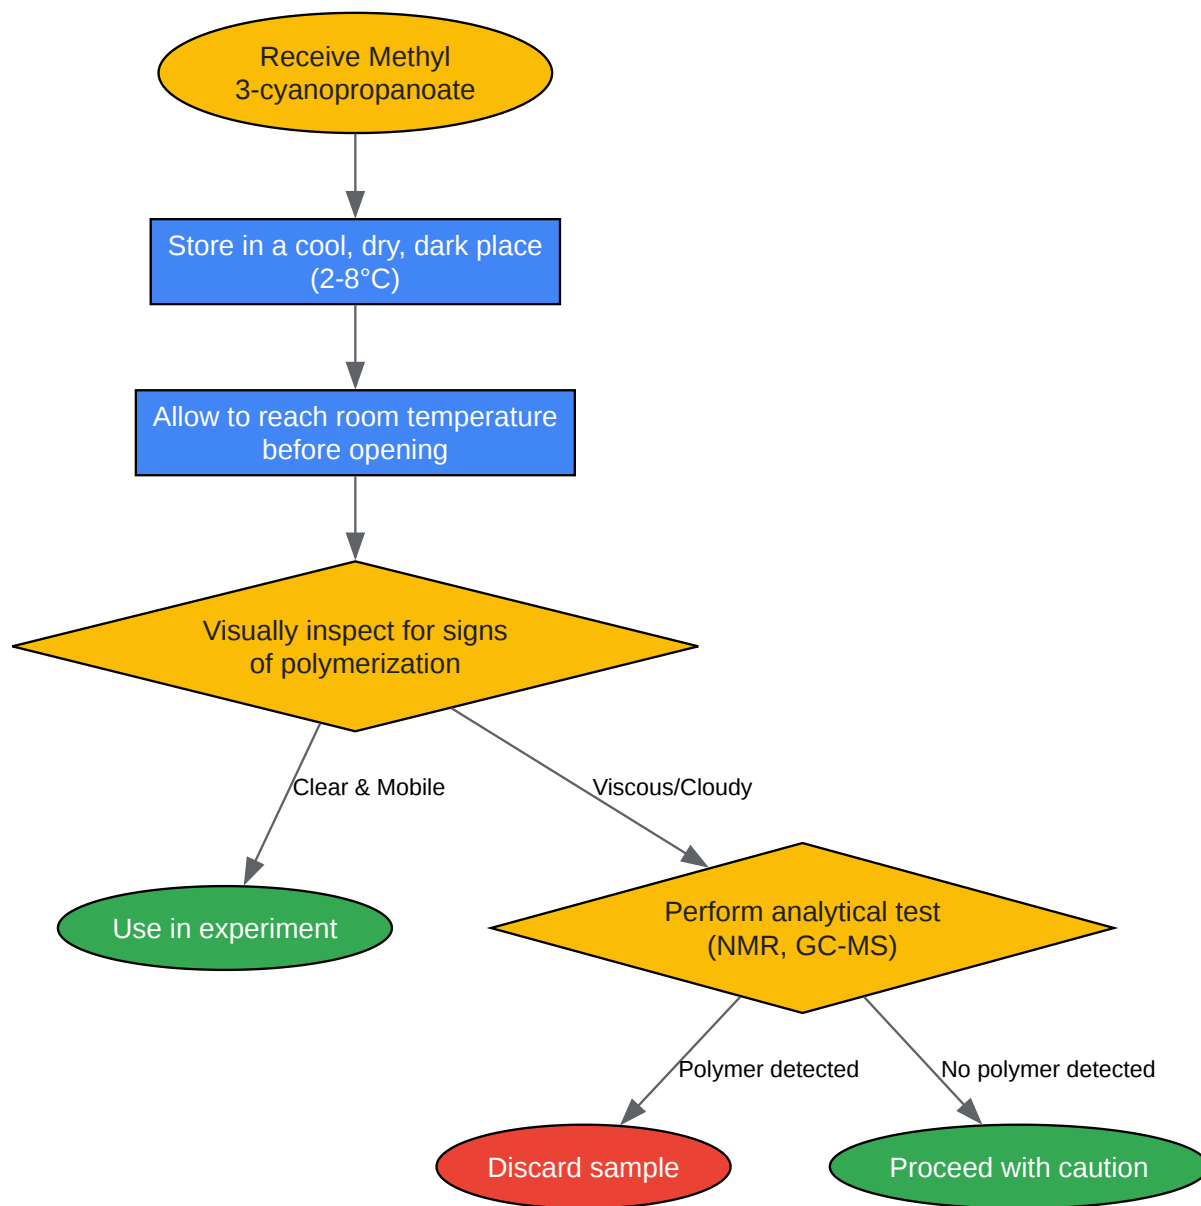 Receive Methyl
3-cyanopropanoate
Store in a cool, dry, dark place
(2-8°C)
Allow to reach room temperature
before opening
Visually inspect for signs
of polymerization
Clear & Mobile
Viscous/Cloudy
Use in experiment
Perform analytical test
(NMR, GC-MS)
Polymer detected
No polymer detected
Discard sample
Proceed with caution